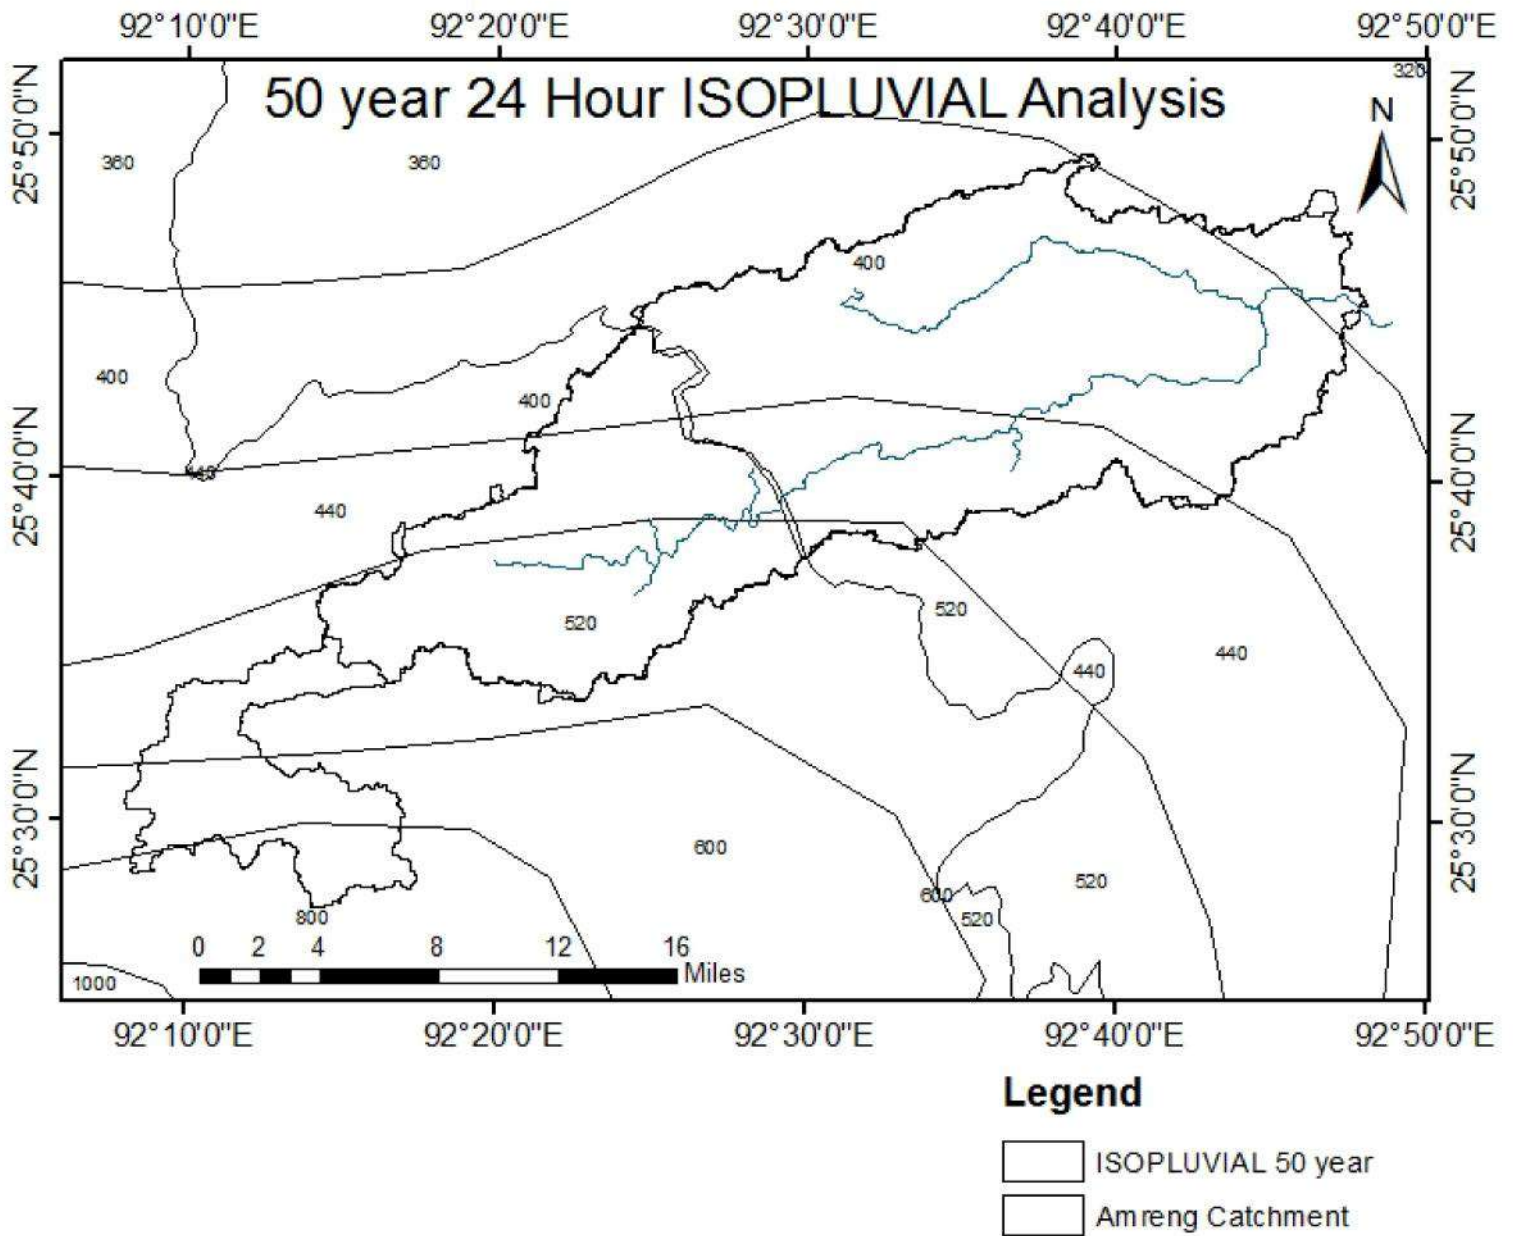 92°10'0"E 92°20'0"E 92°30'0"E 92°40'0"E 92°50'0"E
50 year 24 Hour ISOPLUVIAL Analysis
320
N
25°50'0"N 25°50'0"N
360 360
400
400
400
25°40'0"N 25°40'0"N
440
520
520
440
440
25°30'0"N 25°30'0"N
600
520
600
520
800
0 2 4 8 12 16
Miles
1000
92°10'0"E 92°20'0"E 92°30'0"E 92°40'0"E 92°50'0"E
Legend
ISOPLUVIAL 50 year
Amreng Catchment